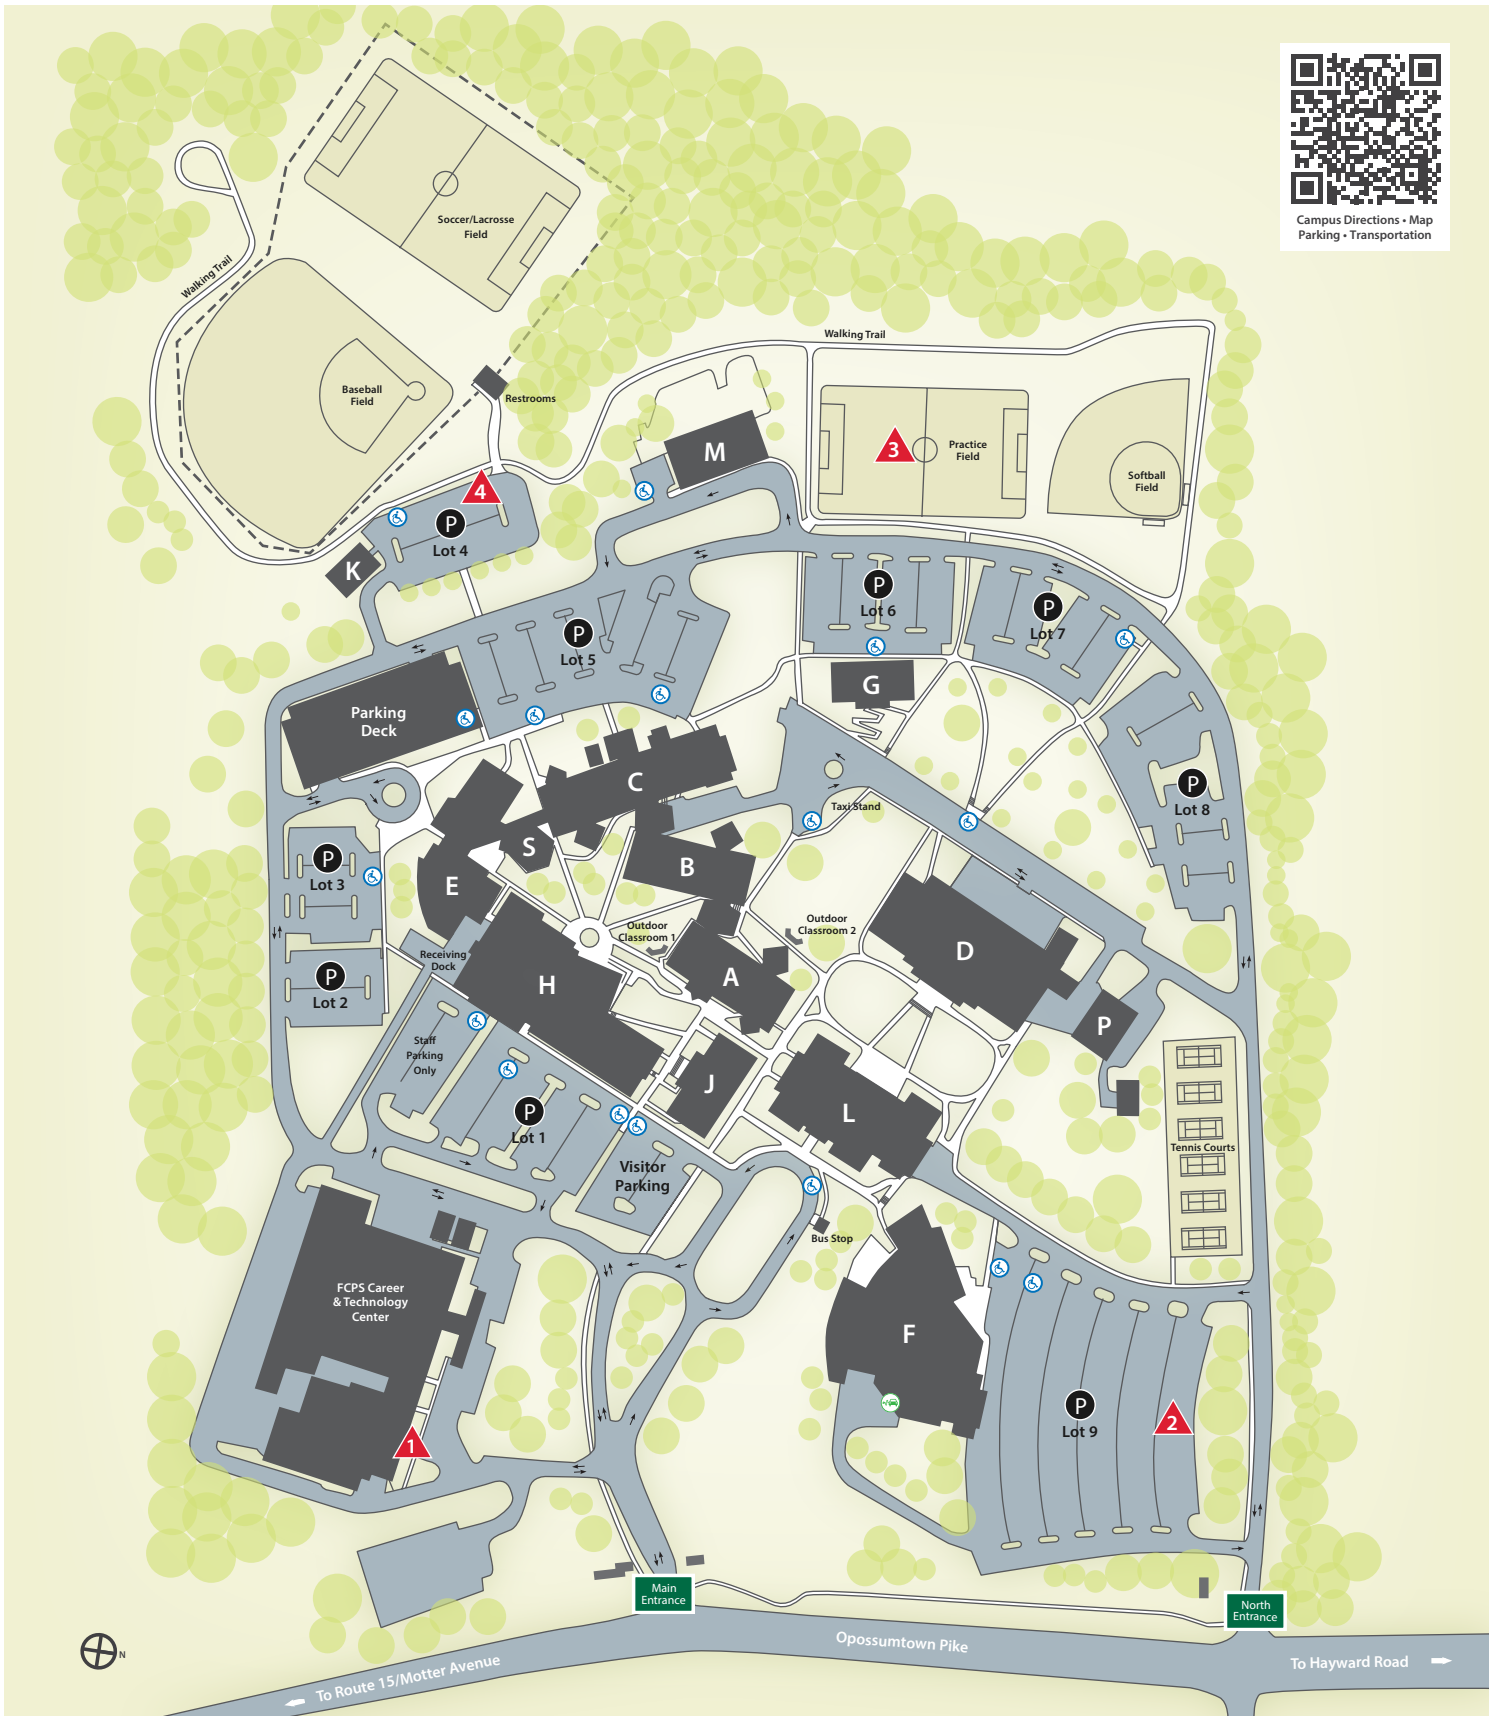 Campus Directions • Map
Parking • Transportation
Soccer/Lacrosse
Field
Walking Trail
Walking Trail
Baseball
Field
Restrooms
M
3
Practice
Field
Softball
Field
4
P
Lot 4
K
P
Lot 5
P
Lot 6
P
Lot 7
G
Parking
Deck
C
P
Lot 8
Taxi Stand
S
B
E
P
Lot 3
Outdoor
Classroom 1
Outdoor
Classroom 2
D
Receiving
Dock
H
A
P
Lot 2
P
Staff
Parking
Only
J
L
P
Lot 1
Tennis Courts
Visitor
Parking
Bus Stop
FCPS Career
& Technology
Center
F
P
Lot 9
2
1
Main
Entrance
North
Entrance
Opossumtown Pike
To Hayward Road
To Route 15/Motter Avenue
N